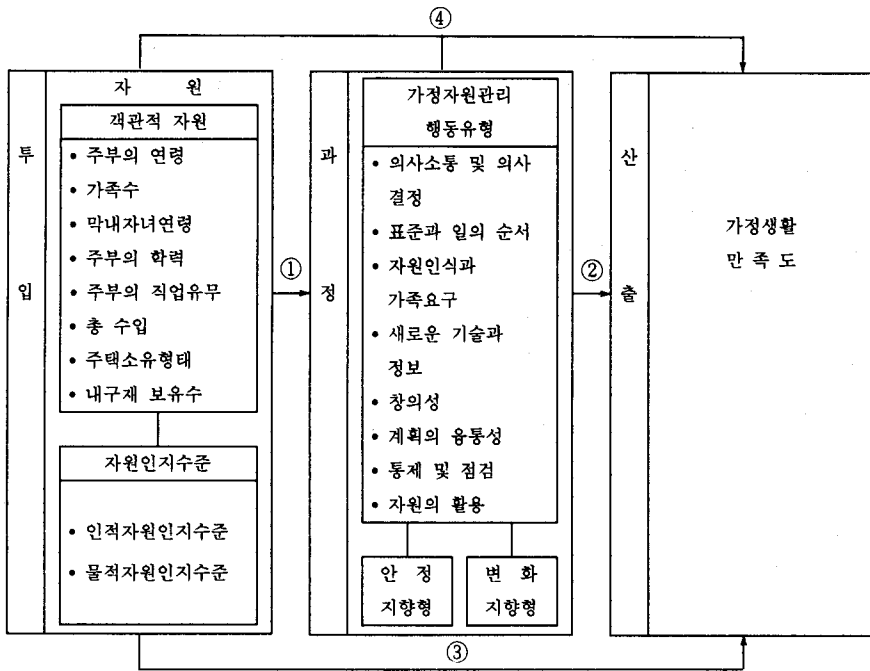 ④
투입
자 원
객관적 자원
• 주부의 연령
• 가족수
• 막내자녀연령
• 주부의 학력
• 주부의 직업유무
• 총 수입
• 주택소유형태
• 내구재 보유수
자원인지수준
• 인적자원인지수준
• 물적자원인지수준
①
과정
가정자원관리
행동유형
• 의사소통 및 의사
결정
• 표준과 일의 순서
• 자원인식과
가족요구
• 새로운 기술과
정보
• 창의성
• 계획의 융통성
• 통제 및 점검
• 자원의 활용
안 정
지향형
변 화
지향형
②
산출
가정생활
만 족 도
③